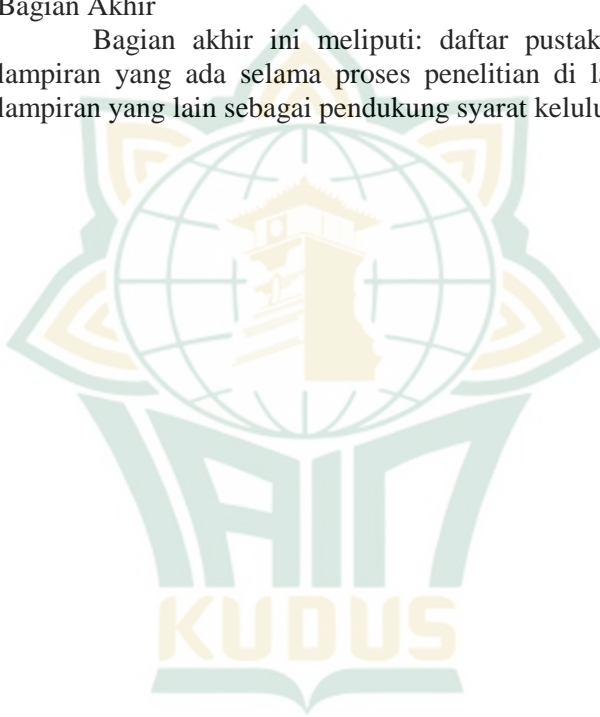 Bagian Akhir
Bagian akhir ini meliputi: daftar pustak
lampiran yang ada selama proses penelitian di la
lampiran yang lain sebagai pendukung syarat kelulu
IAIN
KUDUS